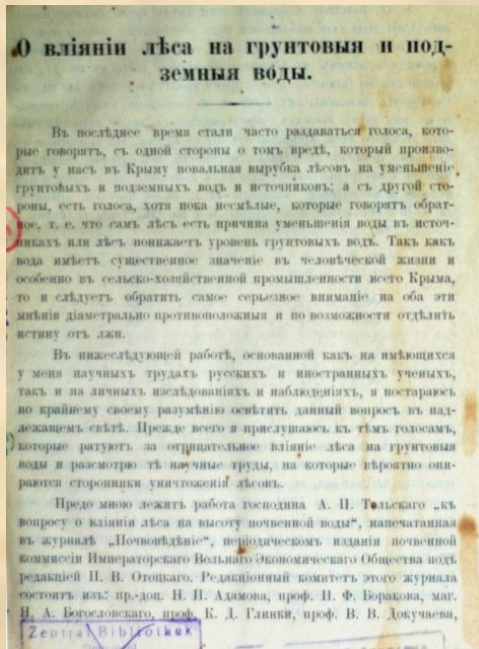 О вліяніи лѣса на грунтовыя и под-
земныя воды.
Въ послѣднее время стали часто раздаваться голоса, кото-
рые говорятъ, съ одной стороны о томъ вредѣ, который произво-
дитъ у насъ въ Крыму повальная вырубка лѣсовъ на уменьшеніе
грунтовыхъ и подземныхъ водъ и источниковъ; а съ другой сто-
роны, есть голоса, хотя пока несмѣлые, которые говорятъ обрат-
ное, т. е. что самъ лѣсъ есть причина уменьшенія воды въ источ-
никахъ или лѣсъ понижаетъ уровень грунтовыхъ водъ. Такъ какъ
вода имѣетъ существенное значеніе въ человѣческой жизни и
особенно въ сельско-хозяйственной промышленности всего Крыма,
то и слѣдуетъ обратить самое серьезное вниманіе на оба эти
мнѣнія діаметрально противоположныя и по возможности отдѣлить
истину отъ лжи.
Въ нижеслѣдующей работѣ, основанной какъ на имѣющихся
у меня научныхъ трудахъ русскихъ и иностранныхъ ученыхъ,
такъ и на личныхъ изслѣдованіяхъ и наблюденіяхъ, я постараюсь
по крайнему своему разумѣнію освѣтить данный вопросъ въ над-
лежащемъ свѣтѣ. Прежде всего я прислушаюсь къ тѣмъ голосамъ,
которые ратуютъ за отрицательное вліяніе лѣса на грунтовыя
воды и разсмотрю тѣ научные труды, на которые вѣроятно опи-
раются сторонники уничтоженія лѣсовъ.
Предо мною лежитъ работа господина А. П. Тольскаго „къ
вопросу о вліяніи лѣса на высоту почвенной воды“, напечатанная
въ журналѣ „Почвовѣдѣніе“, періодическомъ изданіи почвенной
коммиссіи Императорскаго Вольнаго Экономическаго Общества подъ
редакціей П. В. Отоцкаго. Редакціонный комитетъ этого журнала
состоитъ изъ: пр.-доц. Н. П. Адамова, проф. П. Ф. Боракова, маг.
Н. А. Богословскаго, проф. К. Д. Глинки, проф. В. В. Докучаева,
Zentral Bibliothek